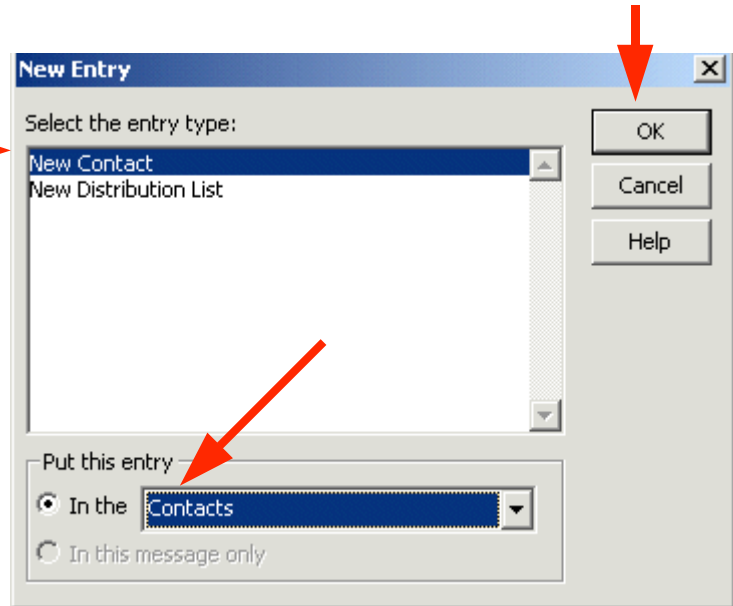 New Entry
Select the entry type:
New Contact
New Distribution List
OK
Cancel
Help
Put this entry
In the Contacts
In this message only